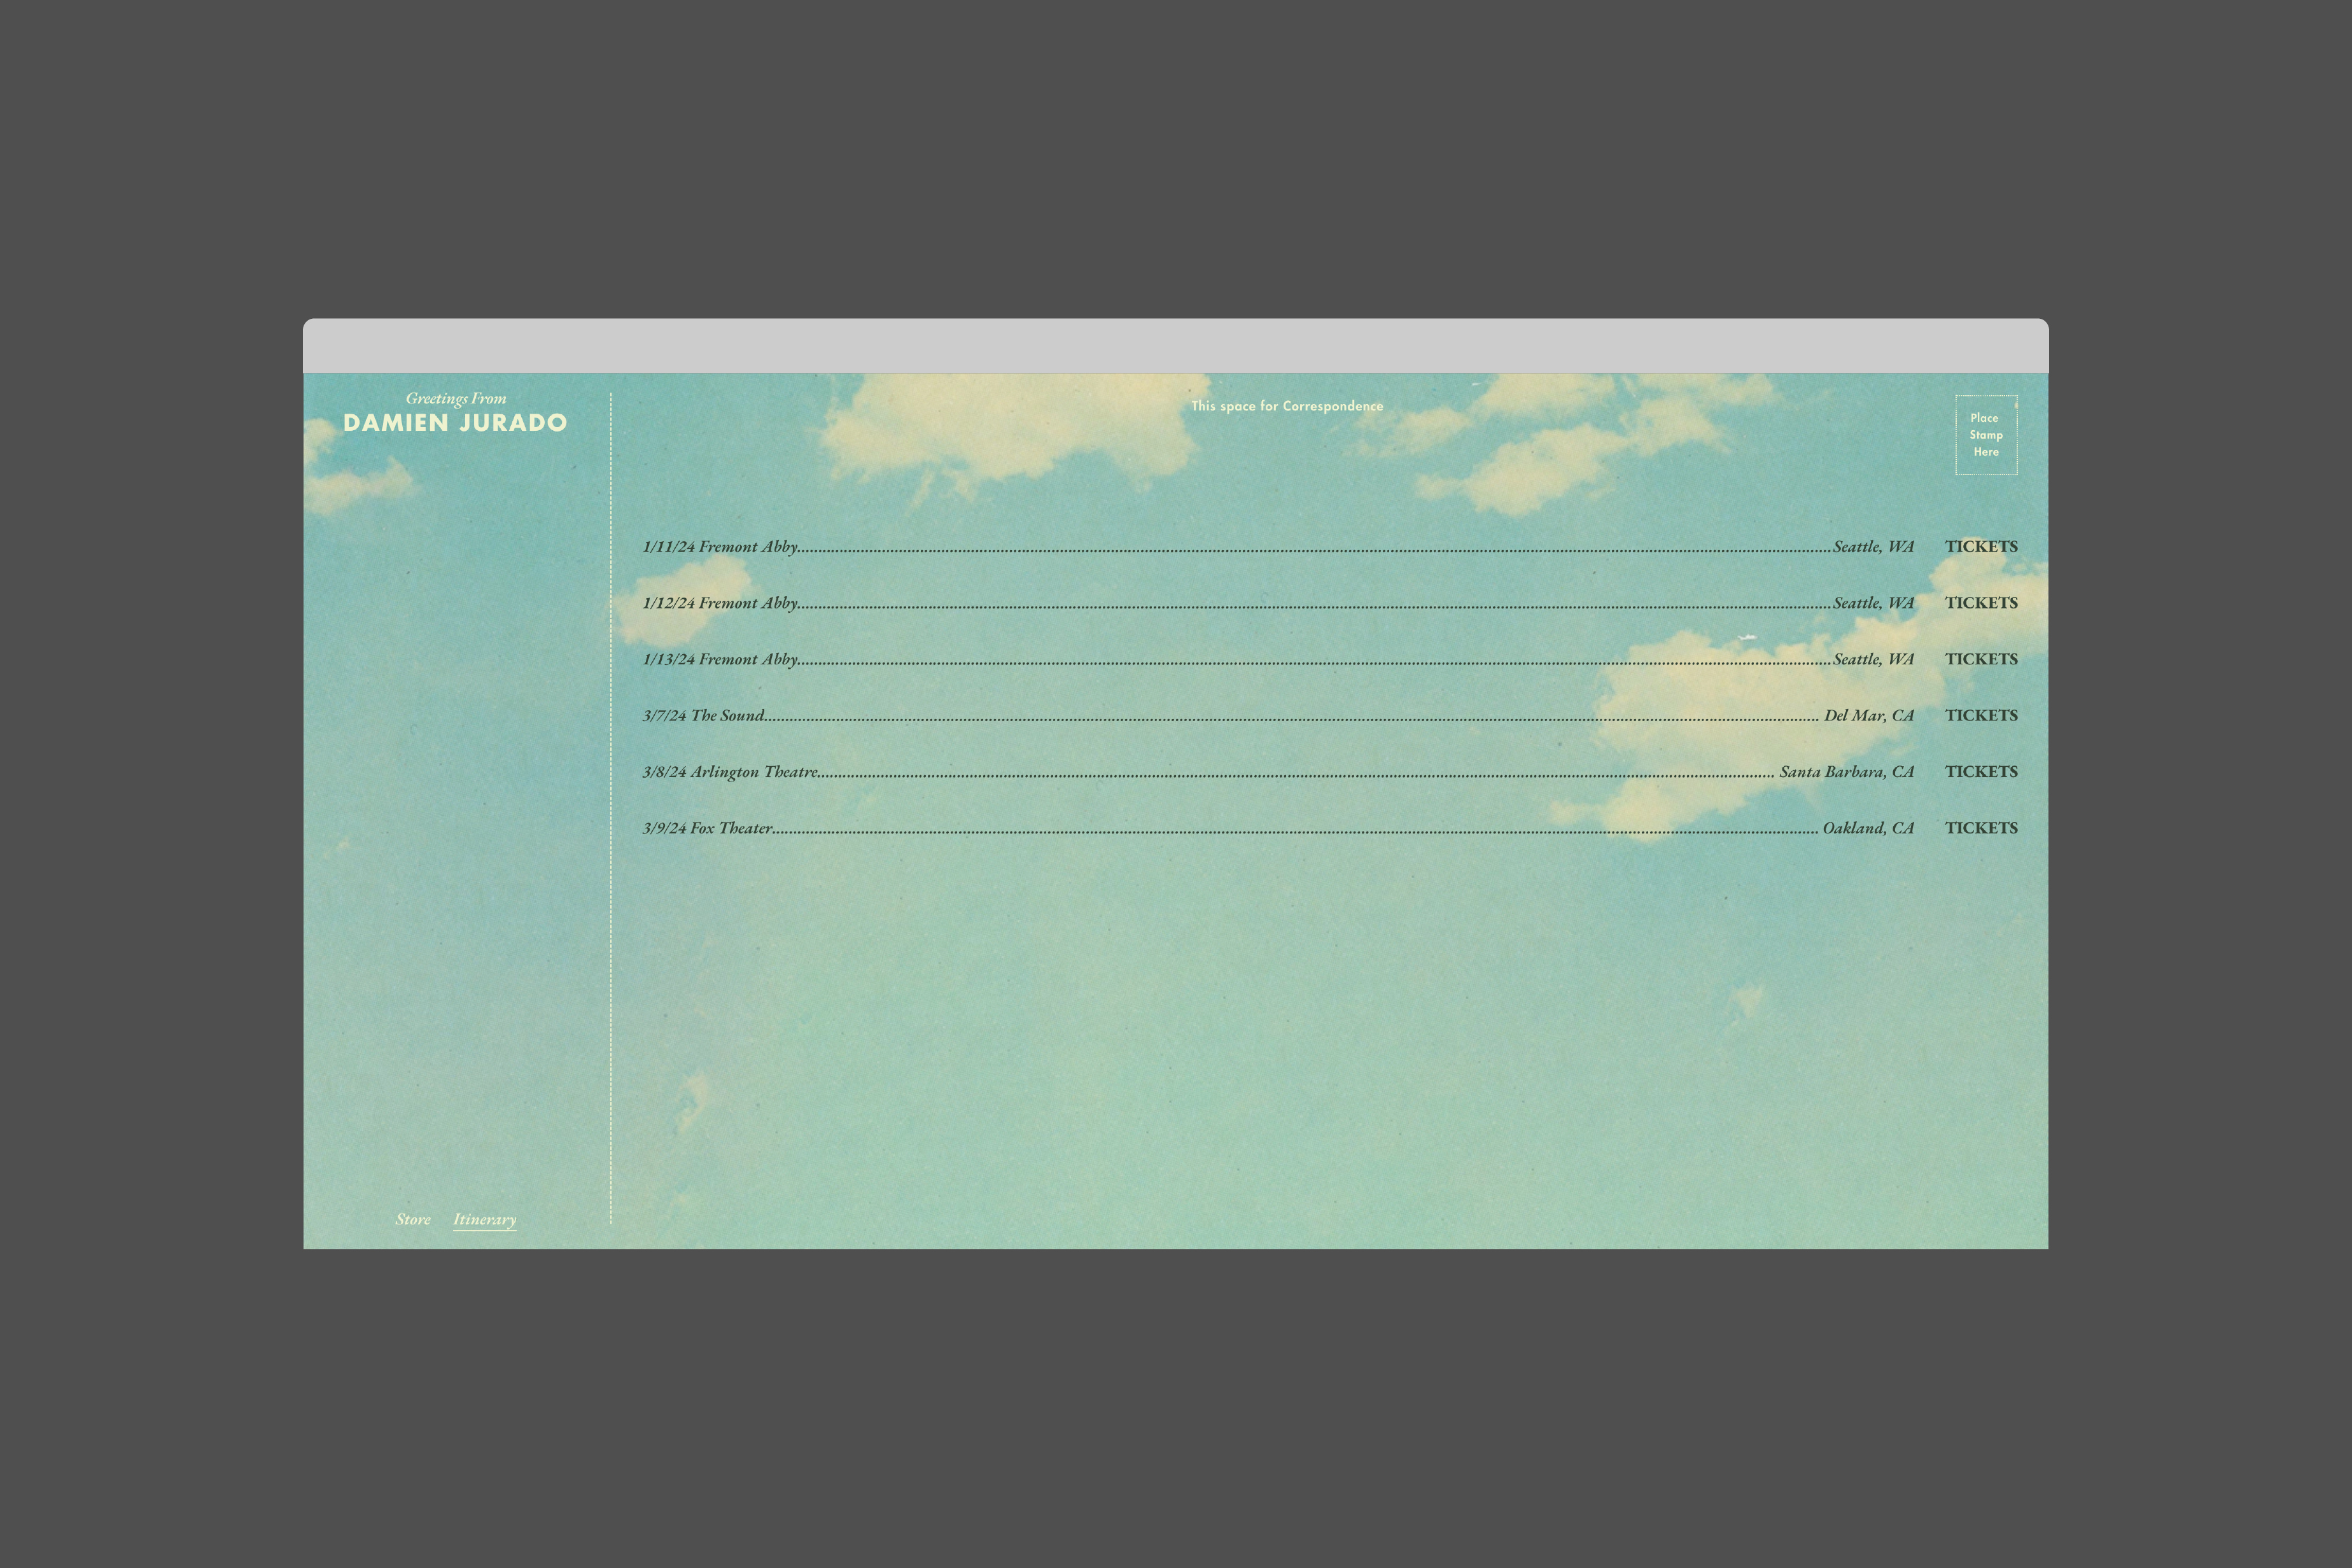 Greetings From
DAMIEN JURADO
This space for Correspondence
Place
Stamp
Here
1/11/24 Fremont Abby.......Seattle, WA TICKETS
1/12/24 Fremont Abby.......Seattle, WA TICKETS
1/13/24 Fremont Abby.......Seattle, WA TICKETS
3/7/24 The Sound....... Del Mar, CA TICKETS
3/8/24 Arlington Theatre....... Santa Barbara, CA TICKETS
3/9/24 Fox Theater....... Oakland, CA TICKETS
Store Itinerary